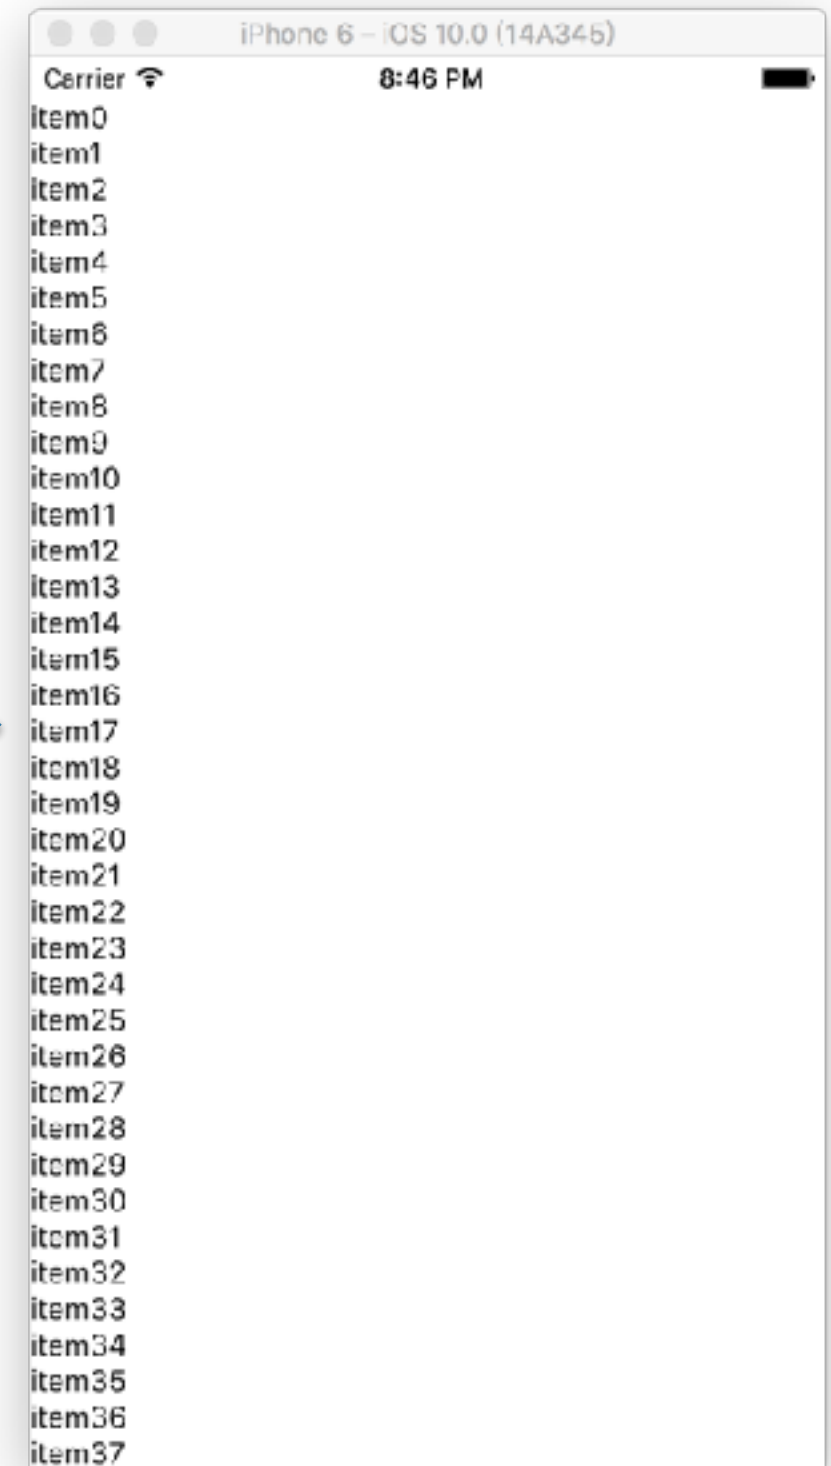 iPhone 6 – iOS 10.0 (14A345)
Carrier 8:46 PM
item0
item1
item2
item3
item4
item5
item6
item7
item8
item9
item10
item11
item12
item13
item14
item15
item16
item17
item18
item19
item20
item21
item22
item23
item24
item25
item26
item27
item28
item29
item30
item31
item32
item33
item34
item35
item36
item37